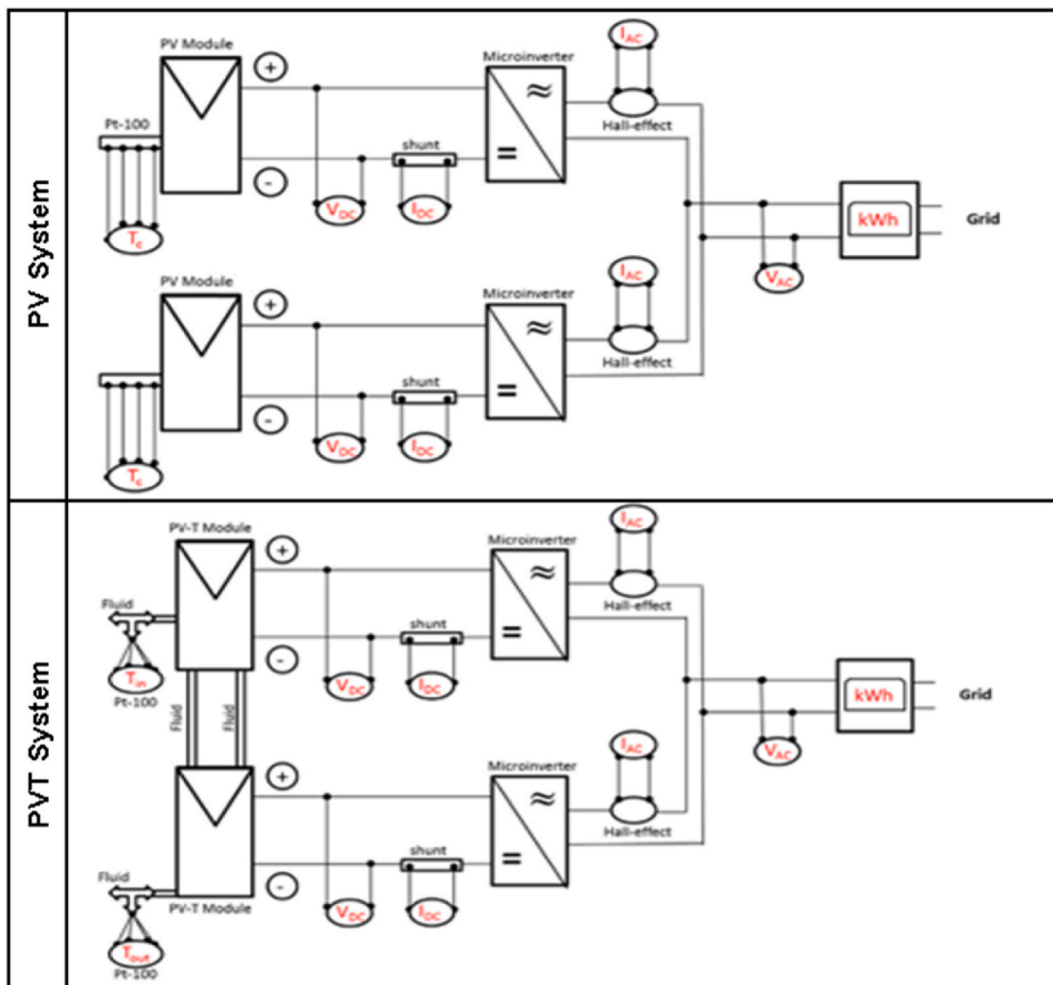 PV System
PV Module
+
-
Pt-100
Tc
VDC
shunt
IDC
Microinverter
≈
=
IAC
Hall-effect
VAC
kWh
Grid
PV Module
+
-
Tc
VDC
shunt
IDC
Microinverter
≈
=
IAC
Hall-effect
PVT System
PV-T Module
+
-
Fluid
Tin
Pt-100
Fluid
Fluid
VDC
shunt
IDC
Microinverter
≈
=
IAC
Hall-effect
VAC
kWh
Grid
+
-
Fluid
PV-T Module
Tout
Pt-100
VDC
shunt
IDC
Microinverter
≈
=
IAC
Hall-effect